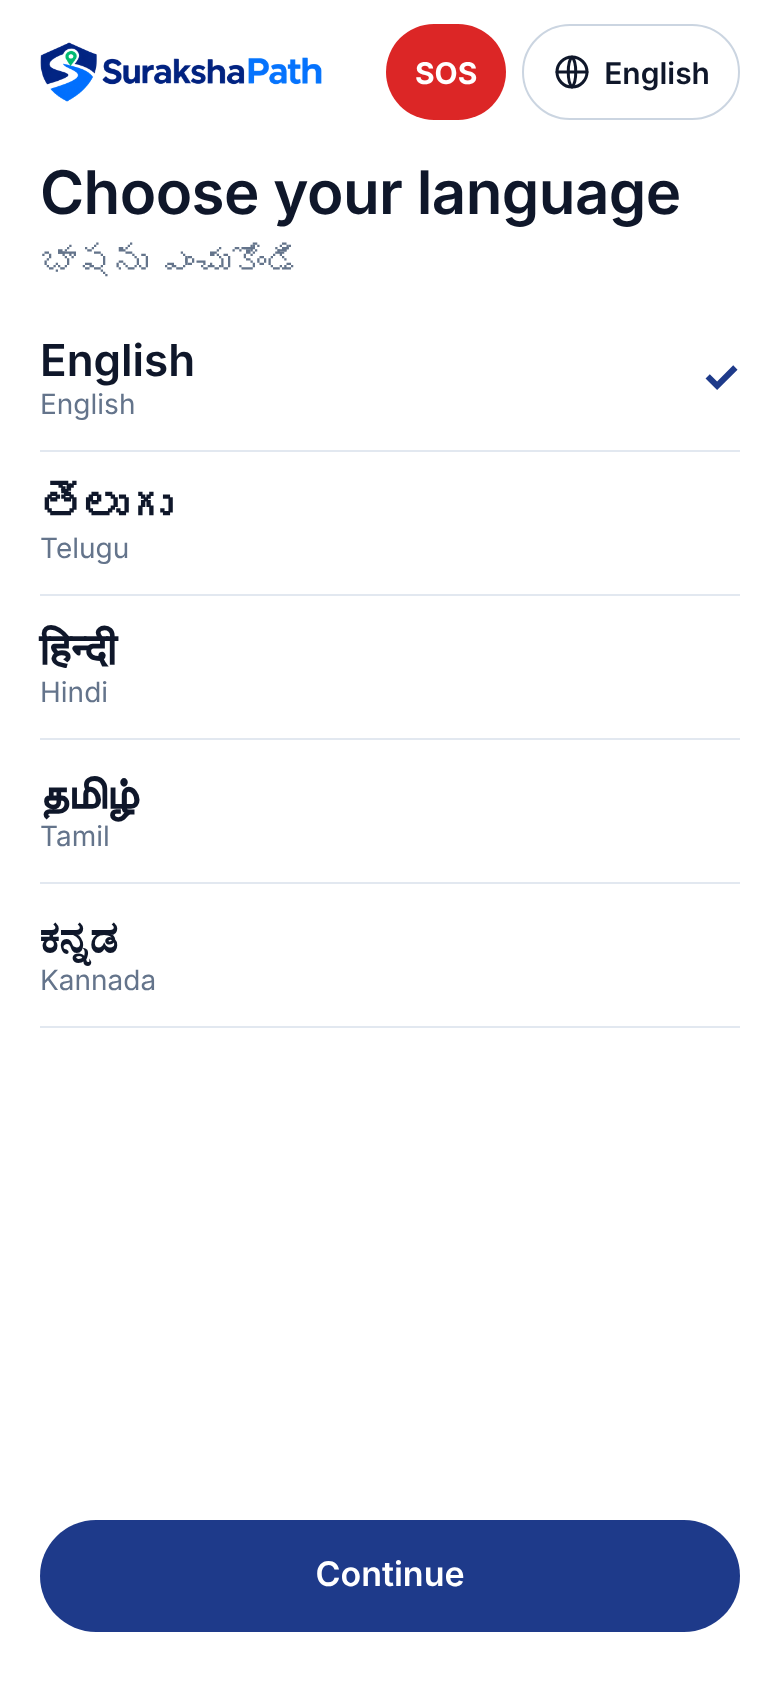 SurakshaPath
SOS
English
Choose your language
భాషను ఎంచుకోండి
English
English
తెలుగు
Telugu
हिन्दी
Hindi
தமிழ்
Tamil
ಕನ್ನಡ
Kannada
Continue